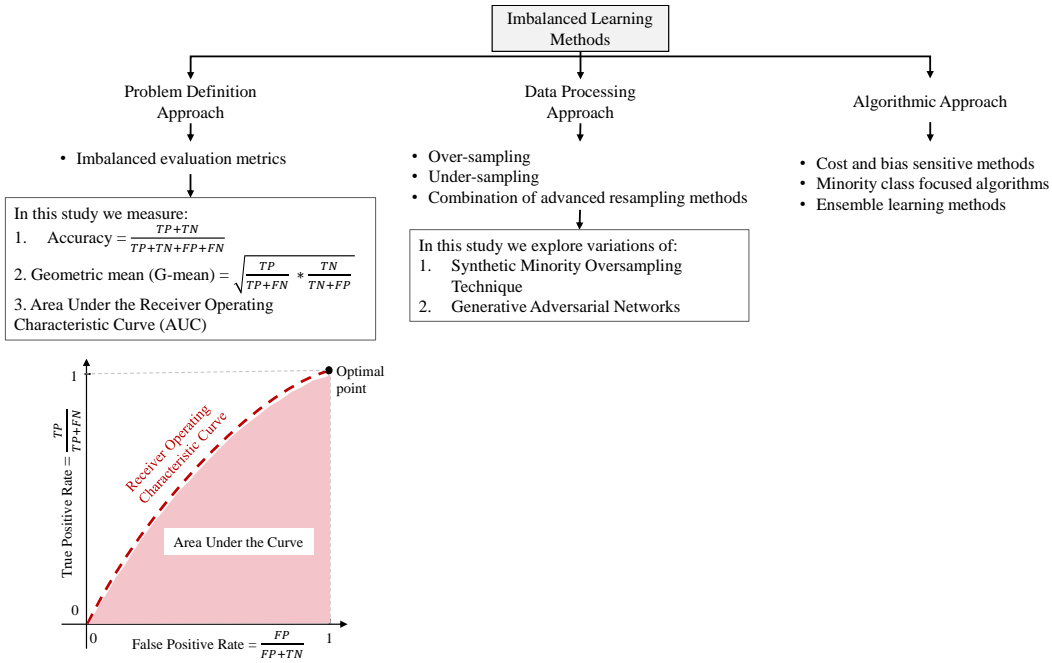 Imbalanced Learning
Methods
Problem Definition
Approach
• Imbalanced evaluation metrics
In this study we measure:
1. Accuracy = TP+TN / TP+TN+FP+FN
2. Geometric mean (G-mean) = √(TP / TP+FN * TN / TN+FP)
3. Area Under the Receiver Operating
Characteristic Curve (AUC)
Data Processing
Approach
• Over-sampling
• Under-sampling
• Combination of advanced resampling methods
In this study we explore variations of:
1. Synthetic Minority Oversampling
Technique
2. Generative Adversarial Networks
Algorithmic Approach
• Cost and bias sensitive methods
• Minority class focused algorithms
• Ensemble learning methods
1
Optimal
point
True Positive Rate = TP / TP+FN
Receiver Operating
Characteristic Curve
Area Under the Curve
0
0
False Positive Rate = FP / FP+TN
1